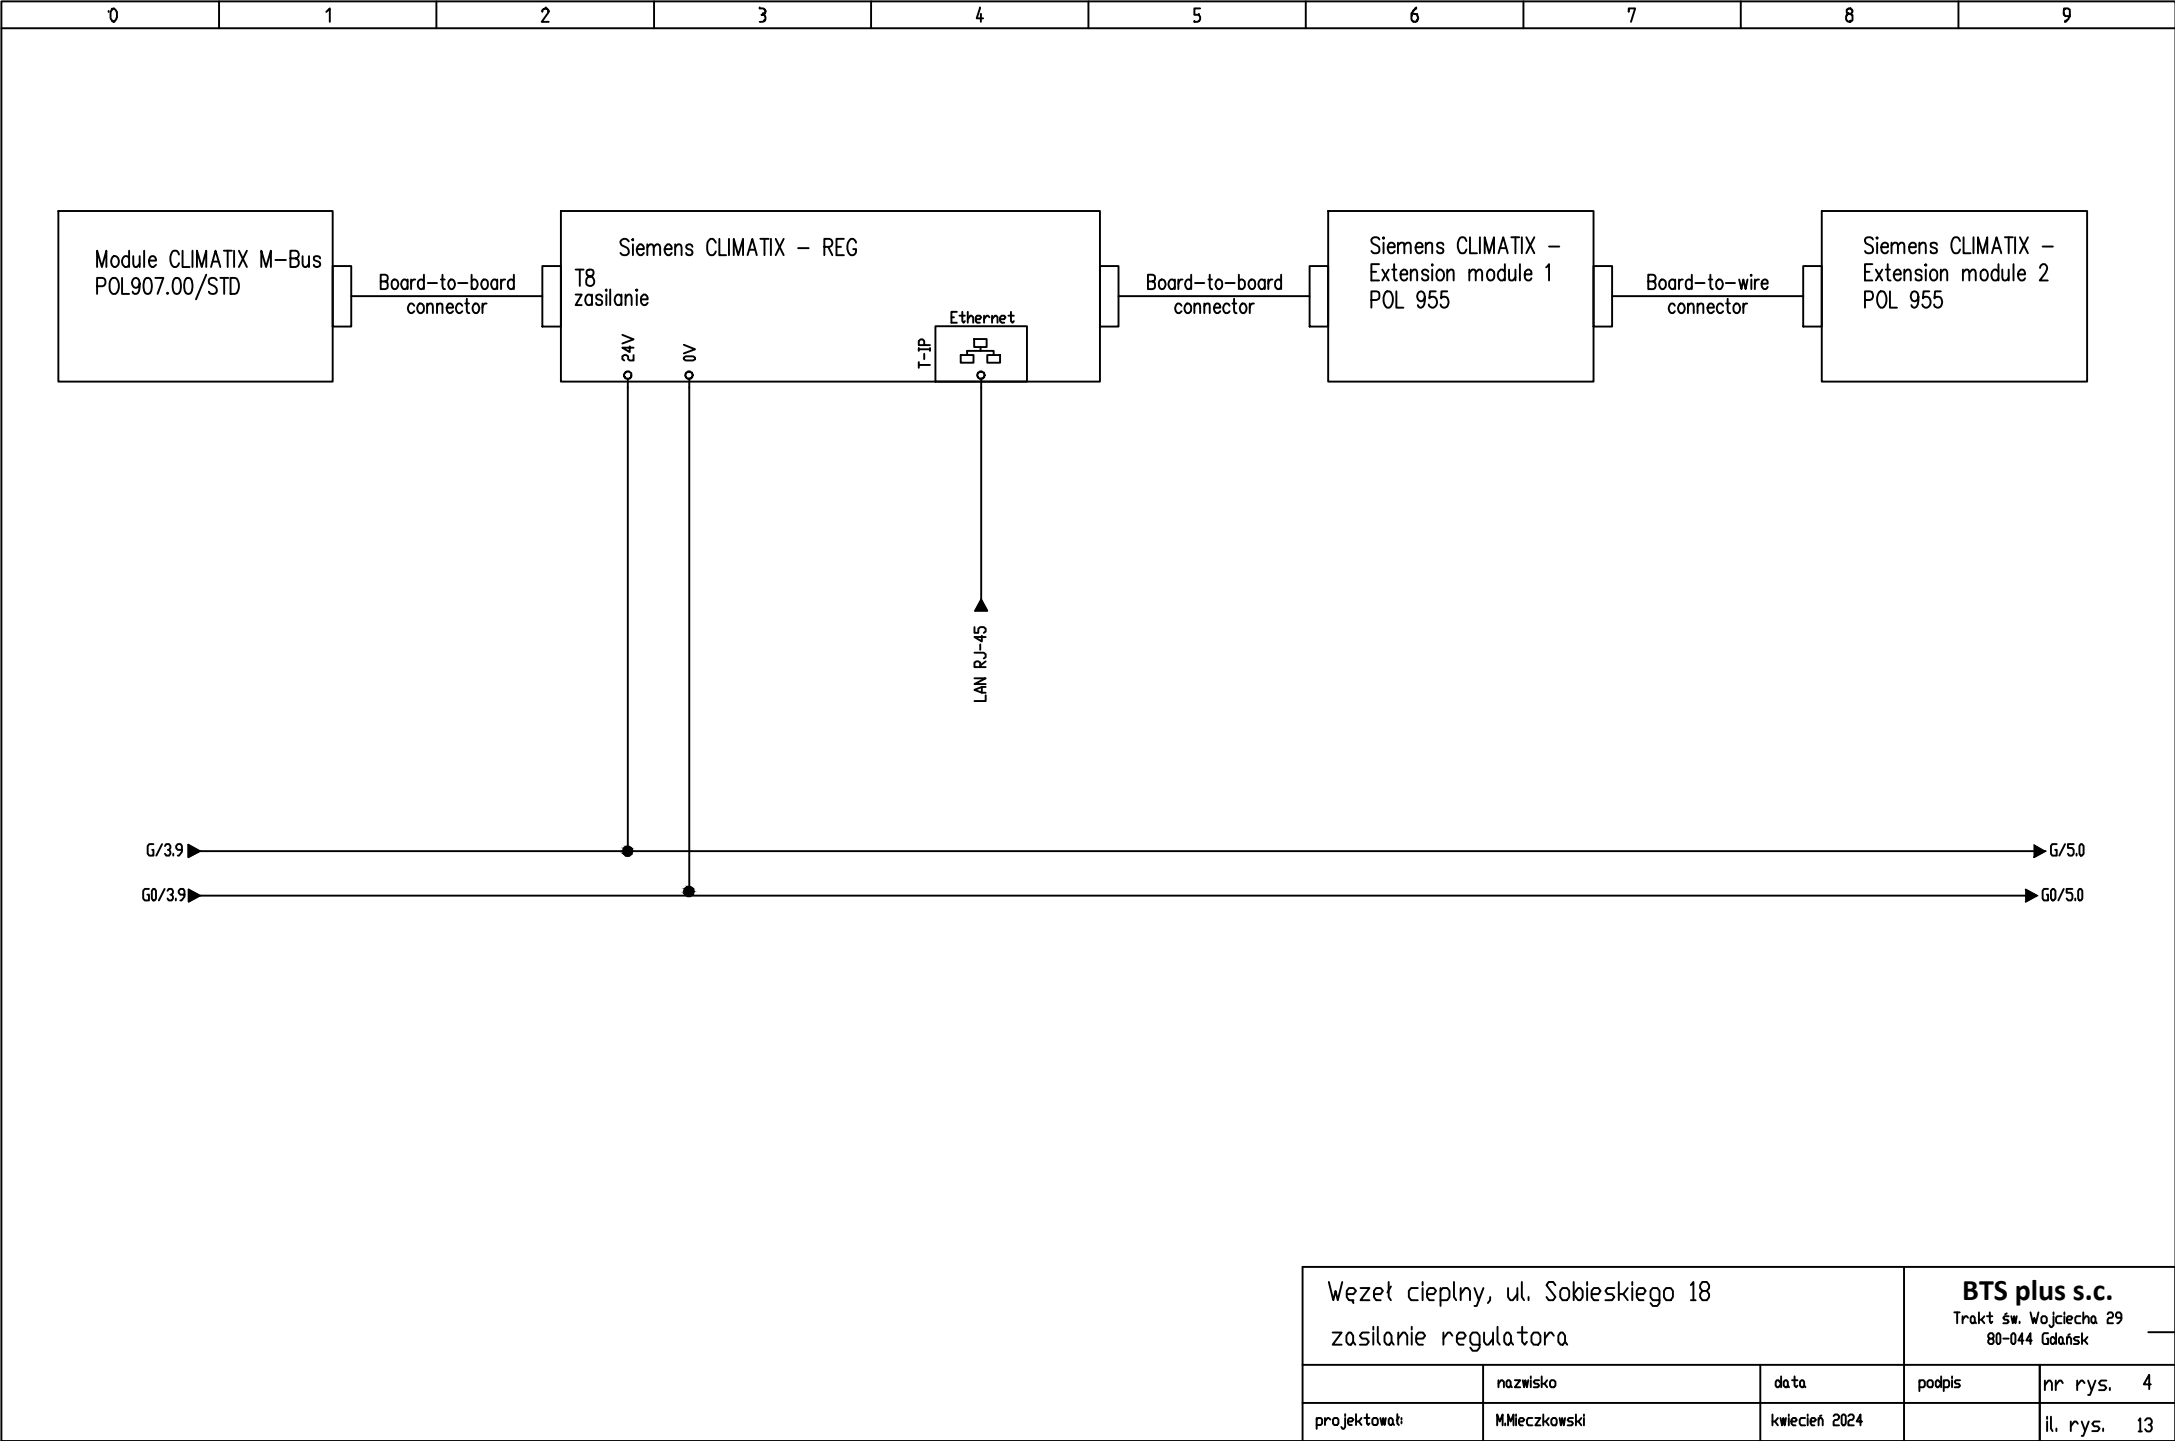 0 1 2 3 4 5 6 7 8 9
Module CLIMATIX M-Bus
POL907.00/STD
Board-to-board
connector
Siemens CLIMATIX - REG
T8
zasilanie
24V
0V
Ethernet
T-IP
LAN RJ-45
Board-to-board
connector
Siemens CLIMATIX -
Extension module 1
POL 955
Board-to-wire
connector
Siemens CLIMATIX -
Extension module 2
POL 955
G/3.9
G/5.0
G0/3.9
G0/5.0
Węzeł cieplny, ul. Sobieskiego 18
zasilanie regulatora
BTS plus s.c.
Trakt św. Wojciecha 29
80-044 Gdańsk
nazwisko data podpis nr rys. 4
projektował: M.Mieczkowski kwiecień 2024 il. rys. 13